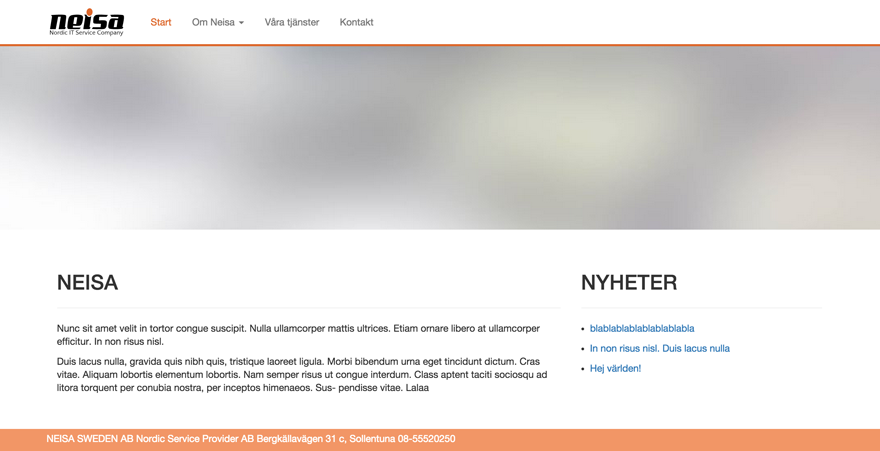 neisa
Nordic IT Service Company
Start Om Neisa Våra tjänster Kontakt
NEISA
Nunc sit amet velit in tortor congue suscipit. Nulla ullamcorper mattis ultrices. Etiam ornare libero at ullamcorper
efficitur. In non risus nisl.
Duis lacus nulla, gravida quis nibh quis, tristique laoreet ligula. Morbi bibendum urna eget tincidunt dictum. Cras
vitae. Aliquam lobortis elementum lobortis. Nam semper risus ut congue interdum. Class aptent taciti sociosqu ad
litora torquent per conubia nostra, per inceptos himenaeos. Sus- pendisse vitae. Lalaa
NYHETER
blablablablablablablabla
In non risus nisl. Duis lacus nulla
Hej världen!
NEISA SWEDEN AB Nordic Service Provider AB Bergkällavägen 31 c, Sollentuna 08-55520250